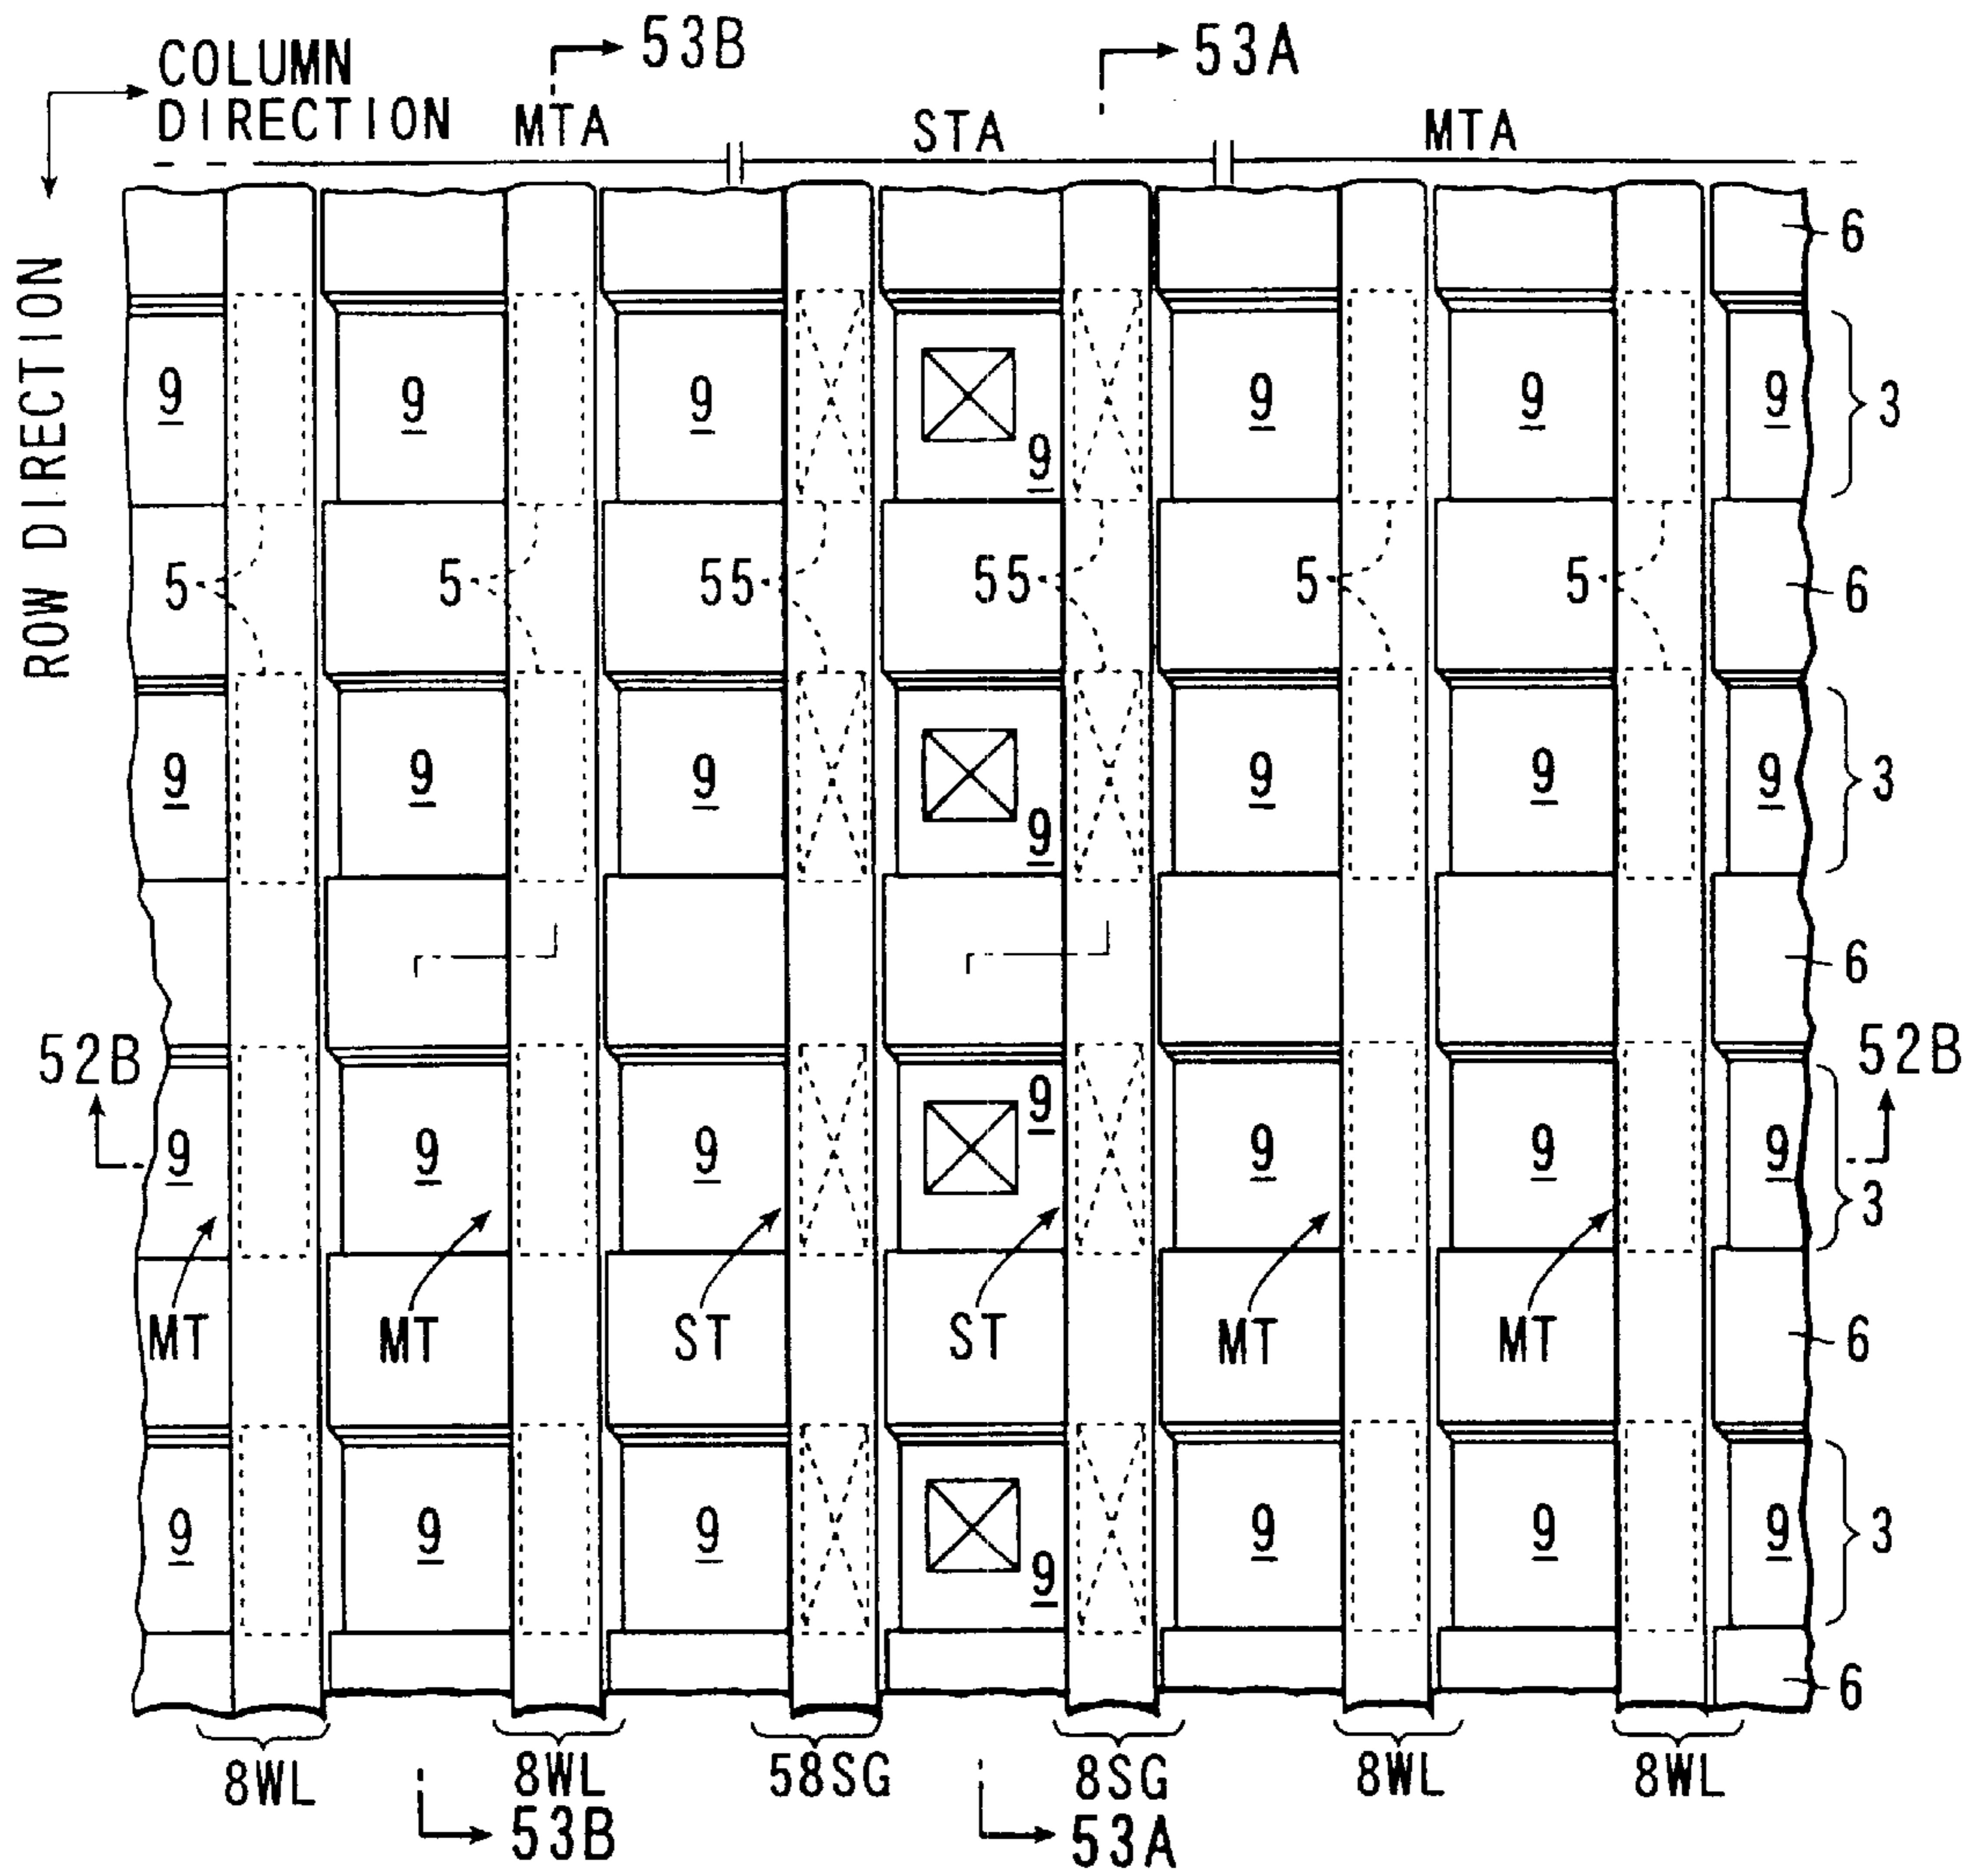 53B
53A
COLUMN
DIRECTION
MTA
STA
MTA
ROW DIRECTION
6
9 9 9 9 9 9 9
3
5 5 55 55 5 5
6
9 9 9 9 9 9 9
3
6
52B
52B
9 9 9 9 9 9 9
3
MT MT ST ST MT MT
6
9 9 9 9 9 9 9
3
6
8WL 8WL 58SG 8SG 8WL 8WL
53B
53A